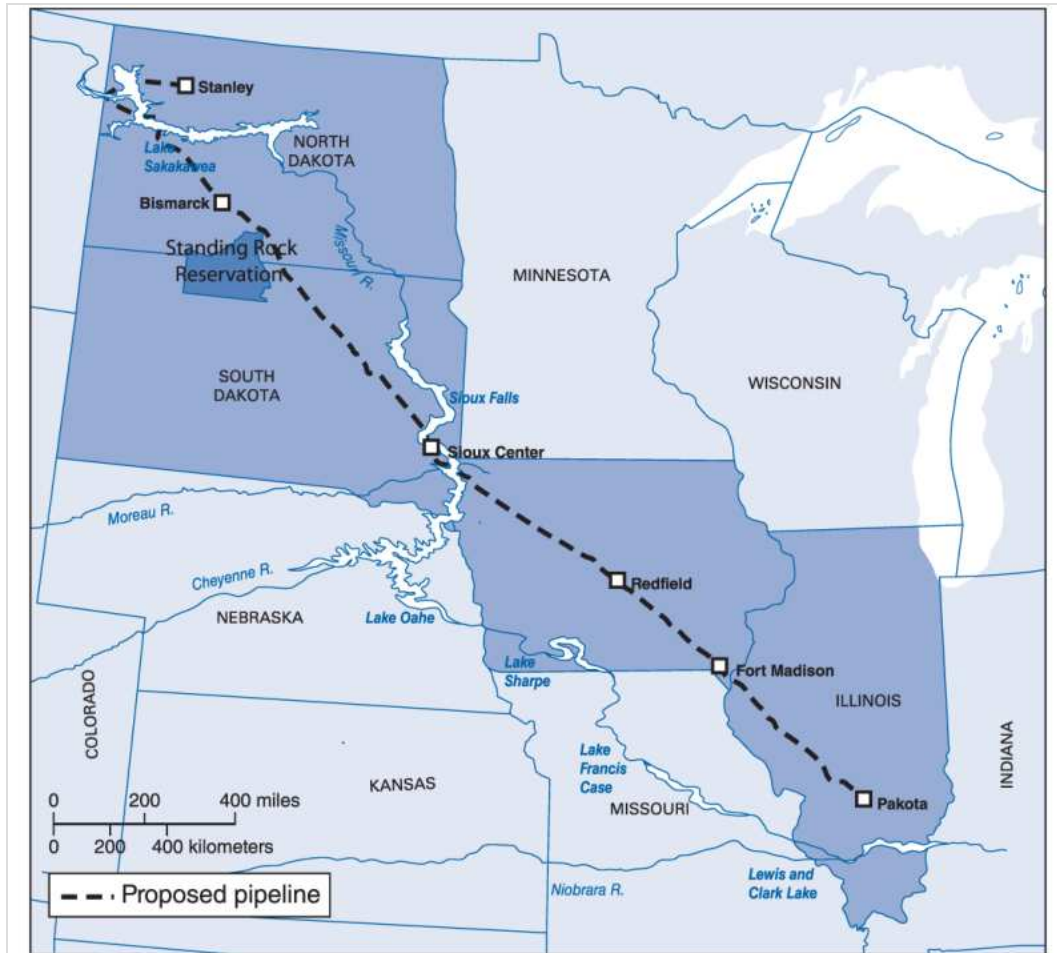 Stanley
NORTH
DAKOTA
Lake
Sakakawea
Bismarck
Standing Rock
Reservation
Missouri R.
MINNESOTA
SOUTH
DAKOTA
WISCONSIN
Sioux Falls
Sioux Center
Moreau R.
Cheyenne R.
Redfield
NEBRASKA
Lake Oahe
Lake
Sharpe
Fort Madison
ILLINOIS
COLORADO
INDIANA
Lake
Francis
Case
KANSAS
MISSOURI
Pakota
0 200 400 miles
0 200 400 kilometers
Lewis and
Clark Lake
Niobrara R.
Proposed pipeline